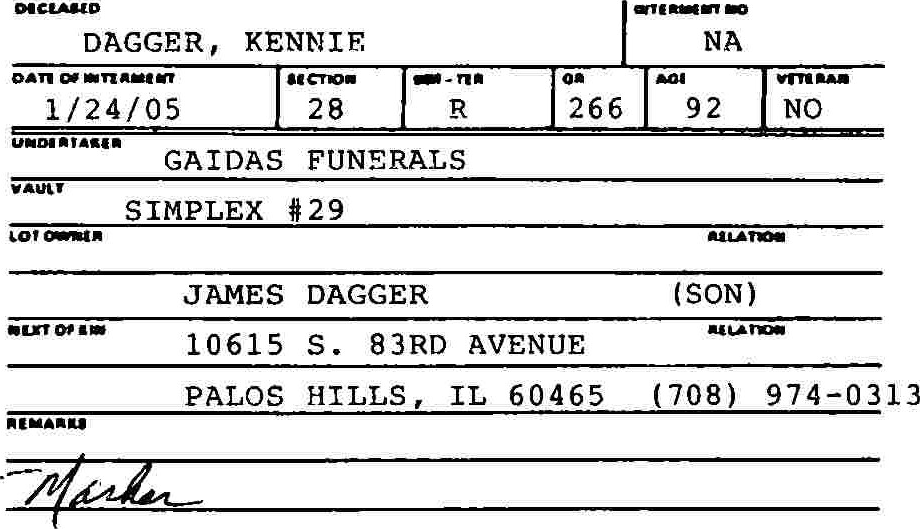 DECEASED INTERMENT NO
DAGGER, KENNIE NA
DATE OF INTERMENT SECTION TER GR AGE VETERAN
1/24/05 28 R 266 92 NO
UNDERTAKER
GAIDAS FUNERALS
VAULT
SIMPLEX #29
LOT OWNER RELATION
JAMES DAGGER (SON)
NEXT OF KIN RELATION
10615 S. 83RD AVENUE
PALOS HILLS, IL 60465 (708) 974-0313
REMARKS
Marker